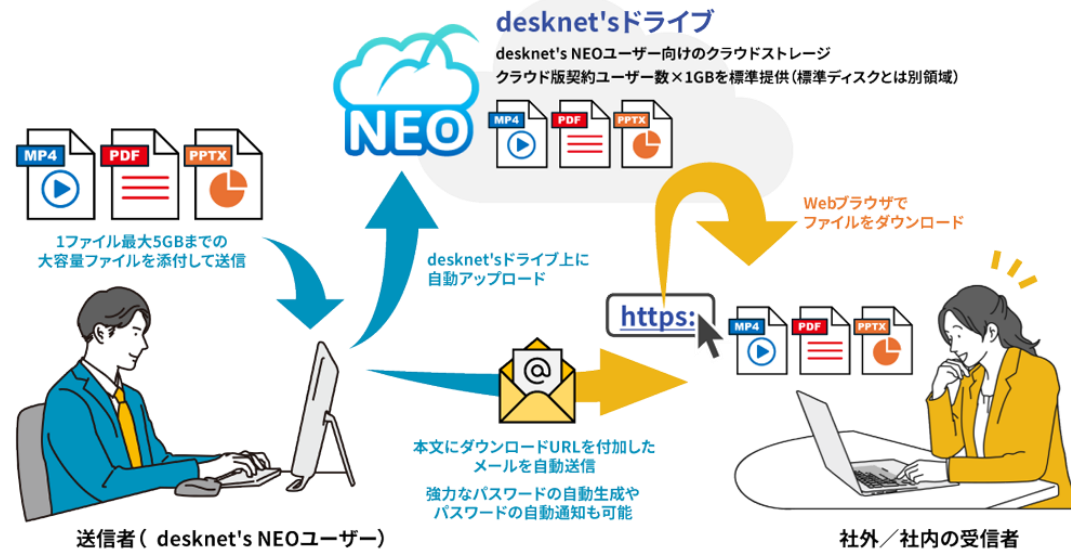 desknet'sドライブ
desknet's NEOユーザー向けのクラウドストレージ
クラウド版契約ユーザー数×1GBを標準提供（標準ディスクとは別領域）
NEO
MP4 PDF PPTX
MP4 PDF PPTX
1ファイル最大5GBまでの
大容量ファイルを添付して送信
desknet'sドライブ上に
自動アップロード
Webブラウザで
ファイルをダウンロード
https:
MP4 PDF PPTX
@
本文にダウンロードURLを付加した
メールを自動送信
強力なパスワードの自動生成や
パスワードの自動通知も可能
送信者（ desknet's NEOユーザー）
社外／社内の受信者